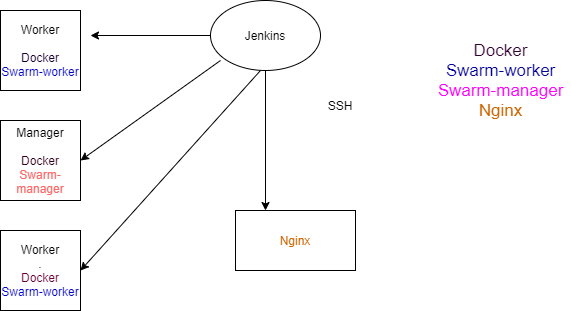 Worker
Docker
Swarm-worker
Jenkins
Docker
Swarm-worker
Swarm-manager
Nginx
SSH
Manager
Docker
Swarm-
manager
Worker
.
Docker
Swarm-worker
Nginx